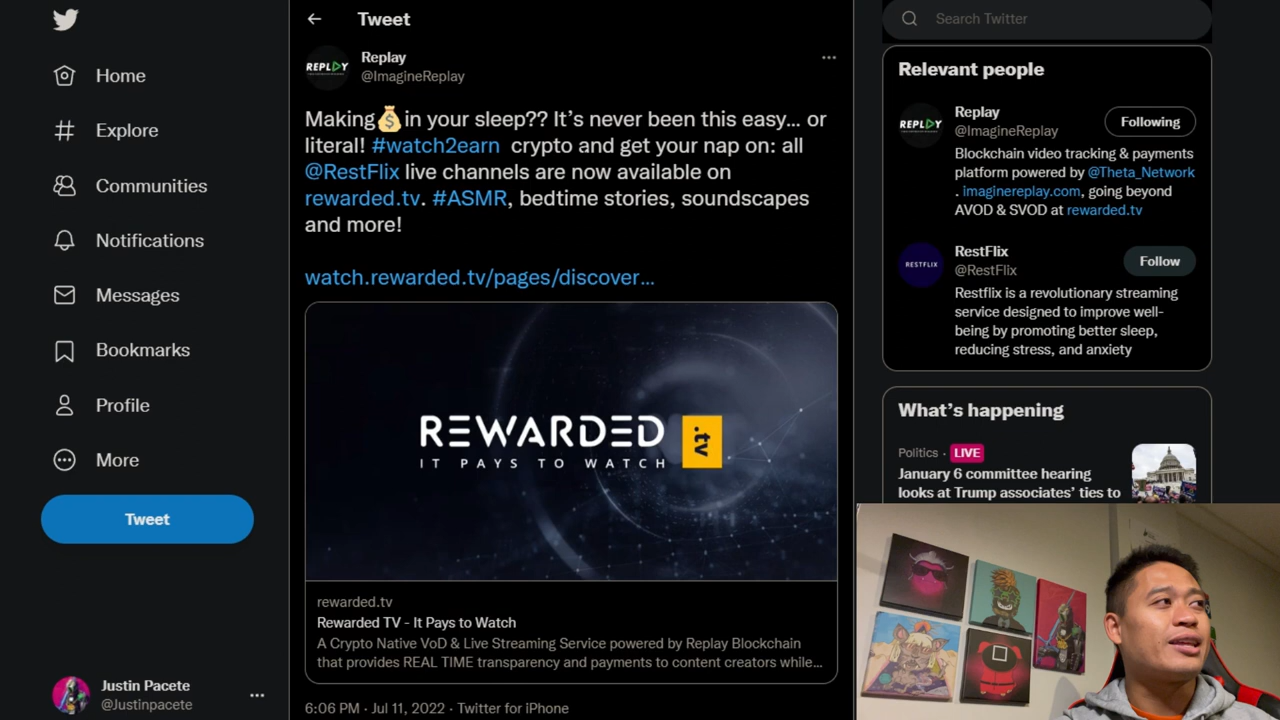 Home
Explore
Communities
Notifications
Messages
Bookmarks
Profile
More
Tweet
Justin Pacete
@Justinpacete
Tweet
REPLAY
Replay
@ImagineReplay
Making💰in your sleep?? It’s never been this easy... or
literal! #watch2earn crypto and get your nap on: all
@RestFlix live channels are now available on
rewarded.tv. #ASMR, bedtime stories, soundscapes
and more!
watch.rewarded.tv/pages/discover...
REWARDED .tv
IT PAYS TO WATCH
rewarded.tv
Rewarded TV - It Pays to Watch
A Crypto Native VoD & Live Streaming Service powered by Replay Blockchain
that provides REAL TIME transparency and payments to content creators while...
6:06 PM · Jul 11, 2022 · Twitter for iPhone
Search Twitter
Relevant people
REPLAY
Replay
@ImagineReplay
Following
Blockchain video tracking & payments
platform powered by @Theta_Network
. imaginereplay.com, going beyond
AVOD & SVOD at rewarded.tv
RESTFLIX
RestFlix
@RestFlix
Follow
Restflix is a revolutionary streaming
service designed to improve well-
being by promoting better sleep,
reducing stress, and anxiety
What’s happening
Politics · LIVE
January 6 committee hearing
looks at Trump associates’ ties to